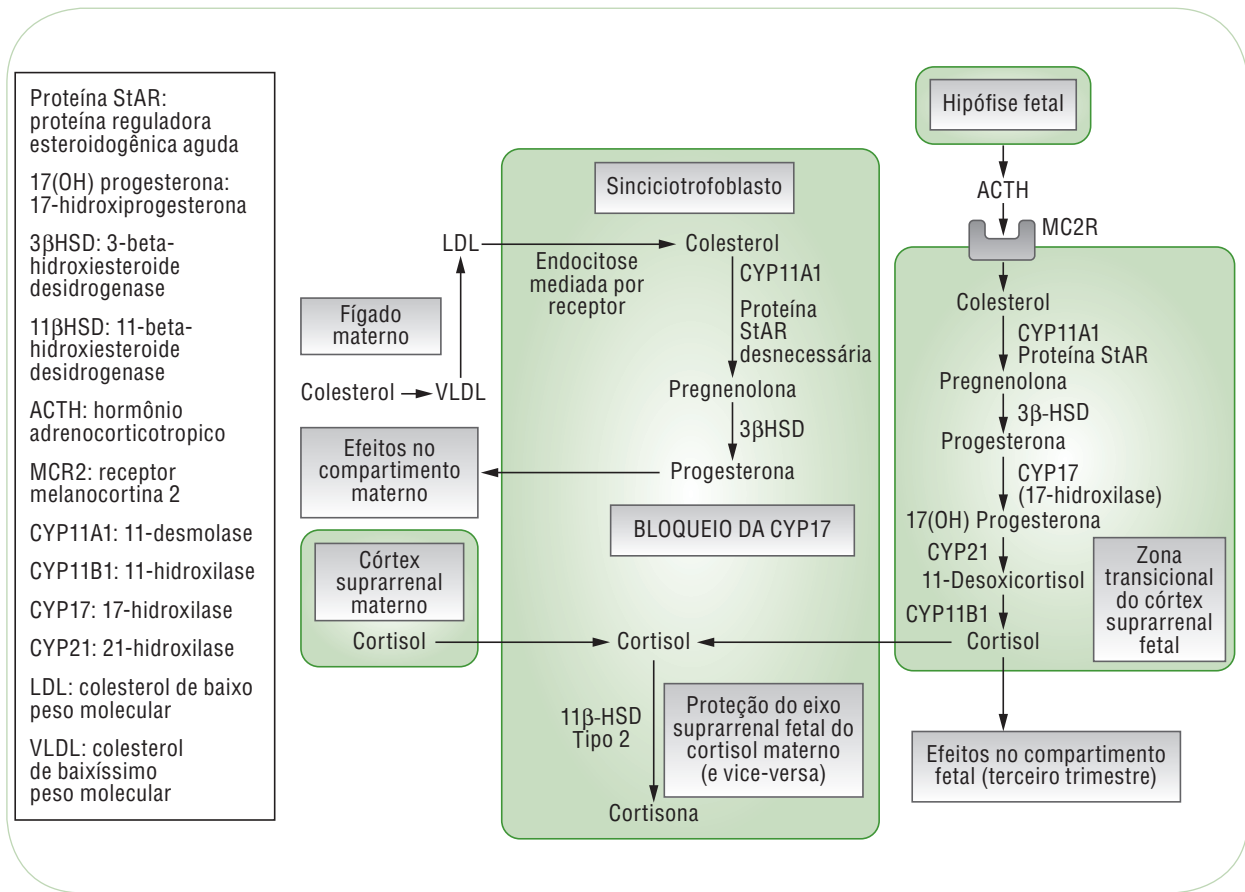 Proteína StAR:
proteína reguladora
esteroidogênica aguda
17(OH) progesterona:
17-hidroxiprogesterona
3βHSD: 3-beta-
hidroxiesteroide
desidrogenase
11βHSD: 11-beta-
hidroxiesteroide
desidrogenase
ACTH: hormônio
adrenocorticotropico
MCR2: receptor
melanocortina 2
CYP11A1: 11-desmolase
CYP11B1: 11-hidroxilase
CYP17: 17-hidroxilase
CYP21: 21-hidroxilase
LDL: colesterol de baixo
peso molecular
VLDL: colesterol
de baixíssimo
peso molecular
Fígado
materno
Colesterol
VLDL
LDL
Endocitose
mediada por
receptor
Efeitos no
compartimento
materno
Córtex
suprarrenal
materno
Cortisol
Sinciciotrofoblasto
Colesterol
CYP11A1
Proteína
StAR
desnecessária
Pregnenolona
3βHSD
Progesterona
BLOQUEIO DA CYP17
Cortisol
11β-HSD
Tipo 2
Proteção do eixo
suprarrenal fetal do
cortisol materno
(e vice-versa)
Cortisona
Hipófise fetal
ACTH
MC2R
Colesterol
CYP11A1
Proteína StAR
Pregnenolona
3β-HSD
Progesterona
CYP17
(17-hidroxilase)
17(OH) Progesterona
CYP21
11-Desoxicortisol
CYP11B1
Cortisol
Zona
transicional
do córtex
suprarrenal
fetal
Efeitos no compartimento
fetal (terceiro trimestre)